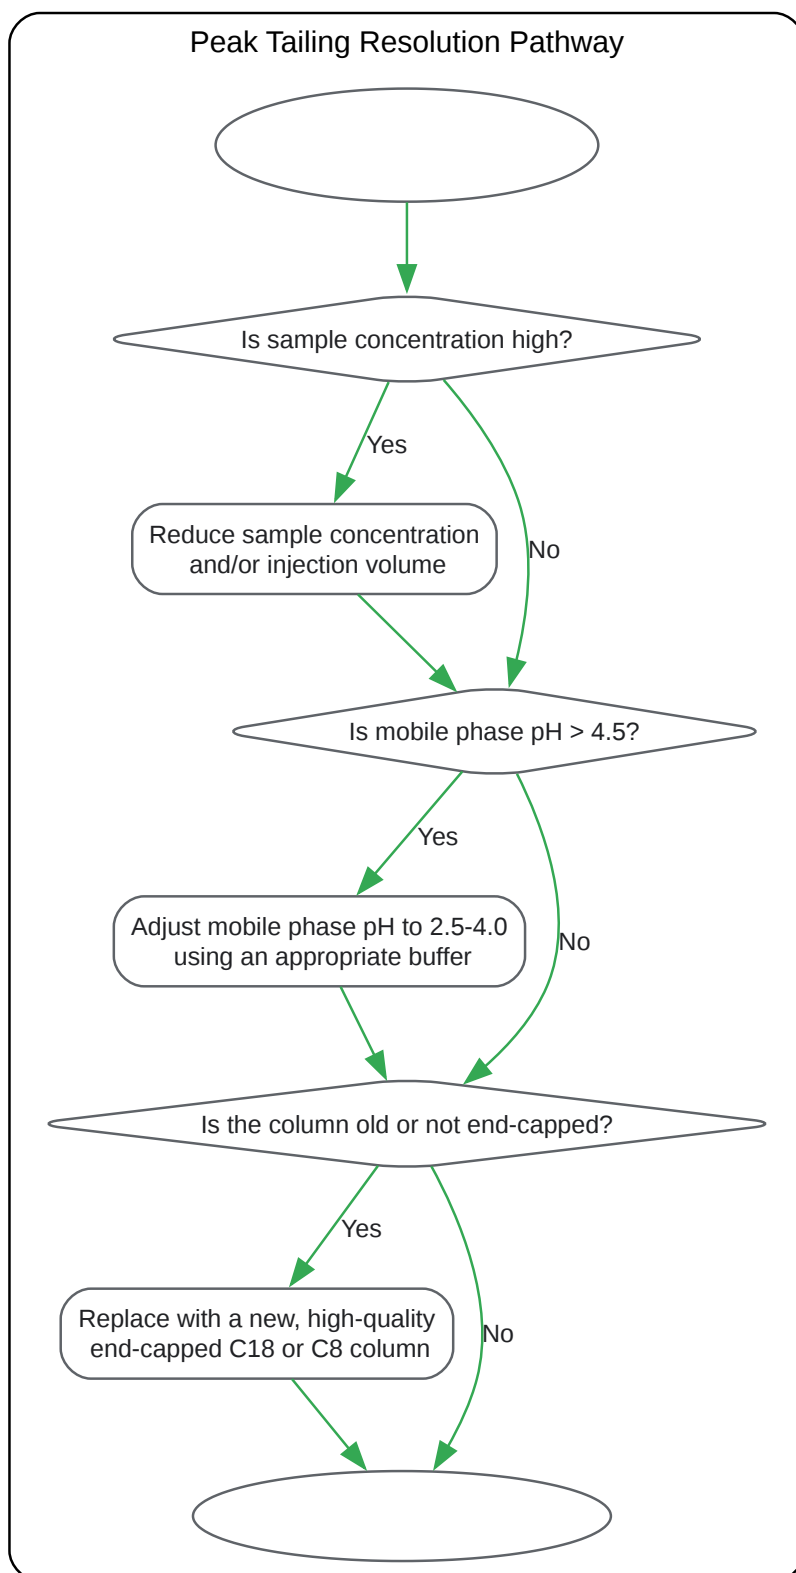 Peak Tailing Resolution Pathway
Is sample concentration high?
Yes
Reduce sample concentration
and/or injection volume
No
Is mobile phase pH > 4.5?
Yes
Adjust mobile phase pH to 2.5-4.0
using an appropriate buffer
No
Is the column old or not end-capped?
Yes
Replace with a new, high-quality
end-capped C18 or C8 column
No